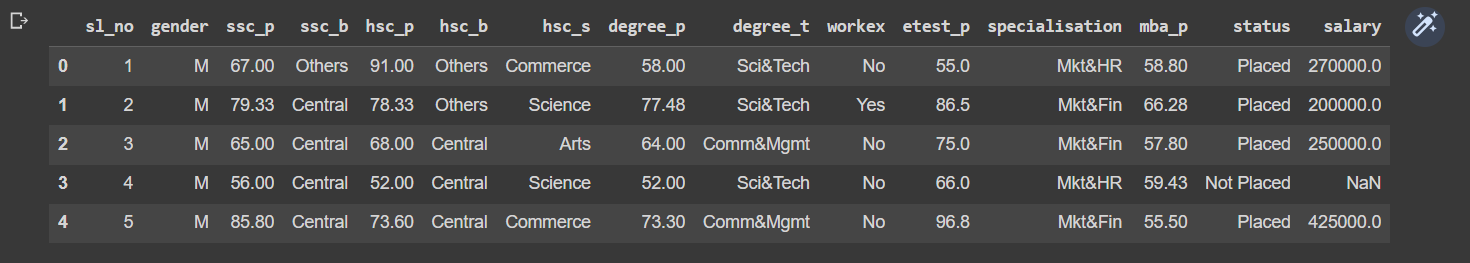 sl_no gender ssc_p ssc_b hsc_p hsc_b hsc_s degree_p degree_t workex etest_p specialisation mba_p status salary
0 1 M 67.00 Others 91.00 Others Commerce 58.00 Sci&Tech No 55.0 Mkt&HR 58.80 Placed 270000.0
1 2 M 79.33 Central 78.33 Others Science 77.48 Sci&Tech Yes 86.5 Mkt&Fin 66.28 Placed 200000.0
2 3 M 65.00 Central 68.00 Central Arts 64.00 Comm&Mgmt No 75.0 Mkt&Fin 57.80 Placed 250000.0
3 4 M 56.00 Central 52.00 Central Science 52.00 Sci&Tech No 66.0 Mkt&HR 59.43 Not Placed NaN
4 5 M 85.80 Central 73.60 Central Commerce 73.30 Comm&Mgmt No 96.8 Mkt&Fin 55.50 Placed 425000.0